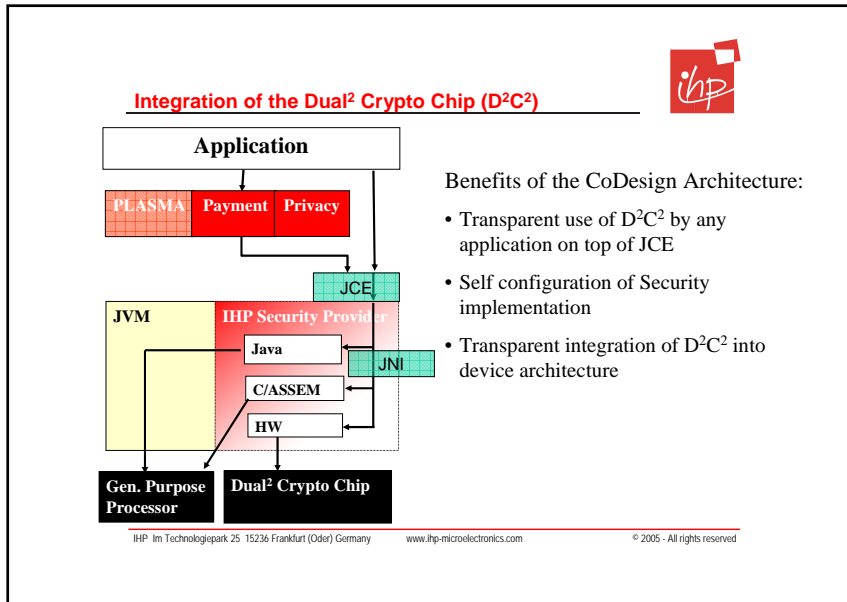 ihp
Integration of the Dual² Crypto Chip (D²C²)
Application
PLASMA
Payment
Privacy
JCE
JVM
IHP Security Provider
Java
JNI
C/ASSEM
HW
Gen. Purpose
Processor
Dual² Crypto Chip
Benefits of the CoDesign Architecture:
• Transparent use of D²C² by any
application on top of JCE
• Self configuration of Security
implementation
• Transparent integration of D²C² into
device architecture
IHP Im Technologiepark 25 15236 Frankfurt (Oder) Germany www.ihp-microelectronics.com © 2005 - All rights reserved